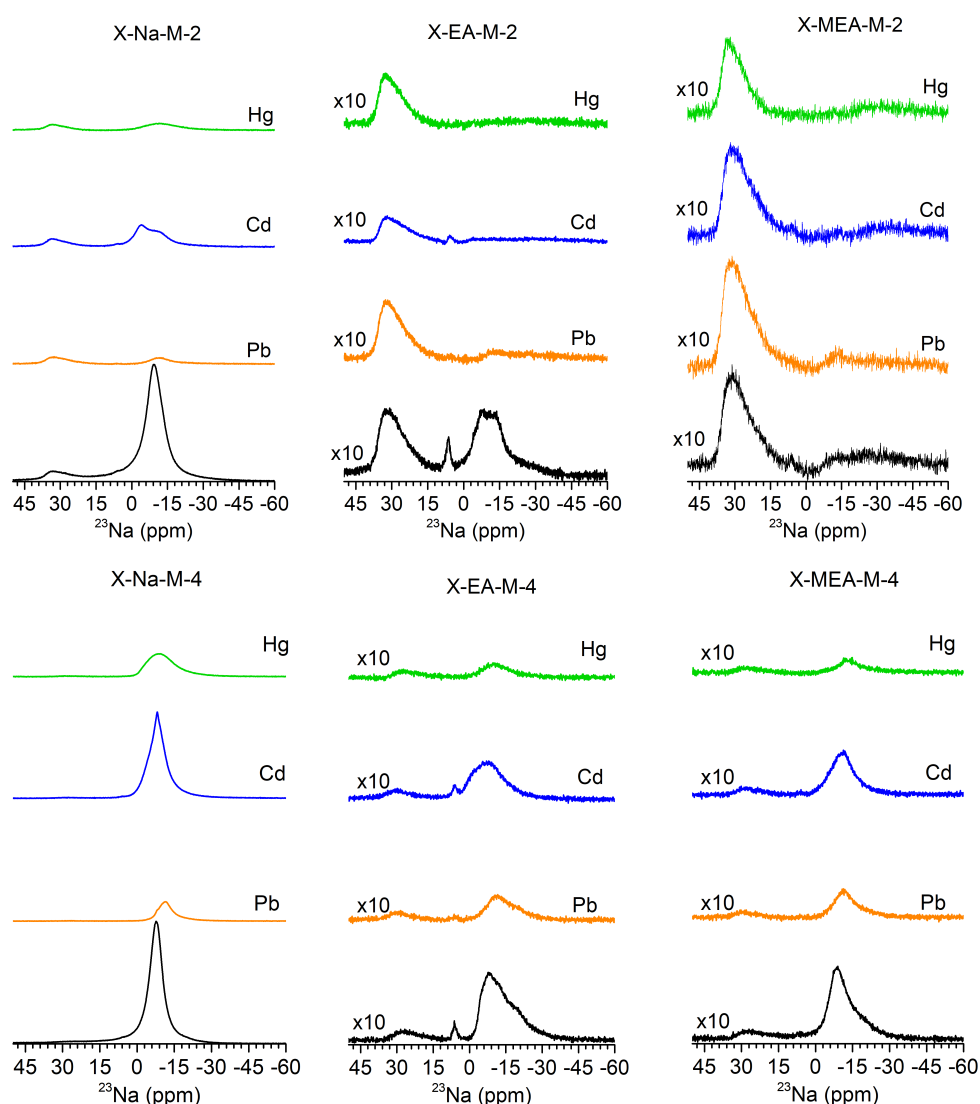 X-Na-M-2
Hg
Cd
Pb
45 30 15 0 -15 -30 -45 -60
²³Na (ppm)
X-EA-M-2
x10
Hg
x10
Cd
x10
Pb
x10
45 30 15 0 -15 -30 -45 -60
²³Na (ppm)
X-MEA-M-2
x10
Hg
x10
Cd
x10
Pb
x10
45 30 15 0 -15 -30 -45 -60
²³Na (ppm)
X-Na-M-4
Hg
Cd
Pb
45 30 15 0 -15 -30 -45 -60
²³Na (ppm)
X-EA-M-4
x10
Hg
x10
Cd
x10
Pb
x10
45 30 15 0 -15 -30 -45 -60
²³Na (ppm)
X-MEA-M-4
x10
Hg
x10
Cd
x10
Pb
x10
45 30 15 0 -15 -30 -45 -60
²³Na (ppm)